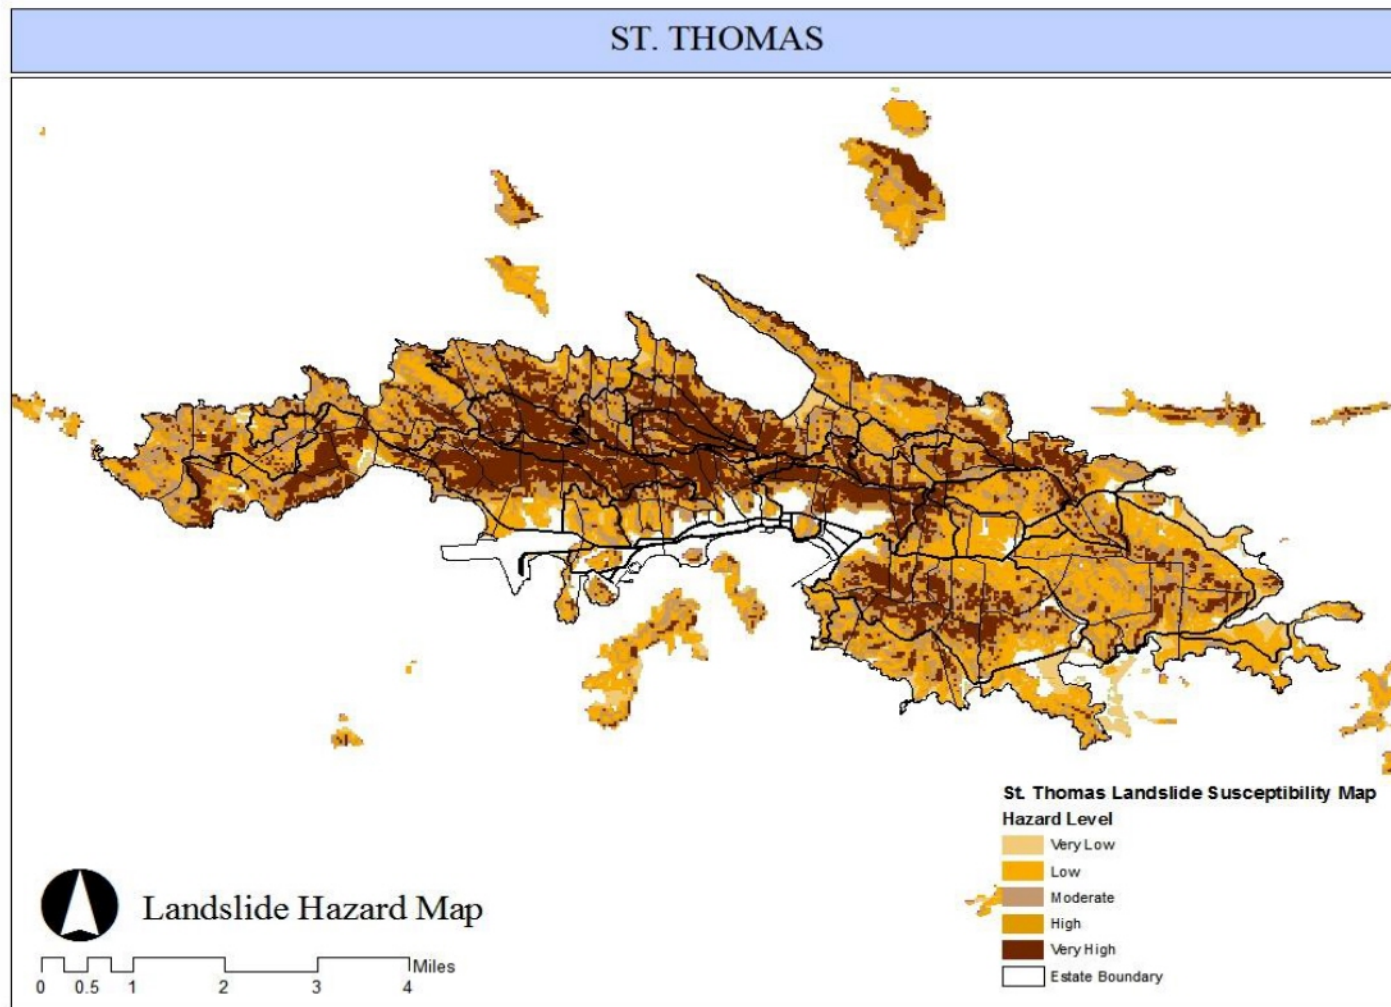 ST. THOMAS
St. Thomas Landslide Susceptibility Map
Hazard Level
Very Low
Low
Moderate
High
Very High
Estate Boundary
Landslide Hazard Map
Miles
0 0.5 1 2 3 4